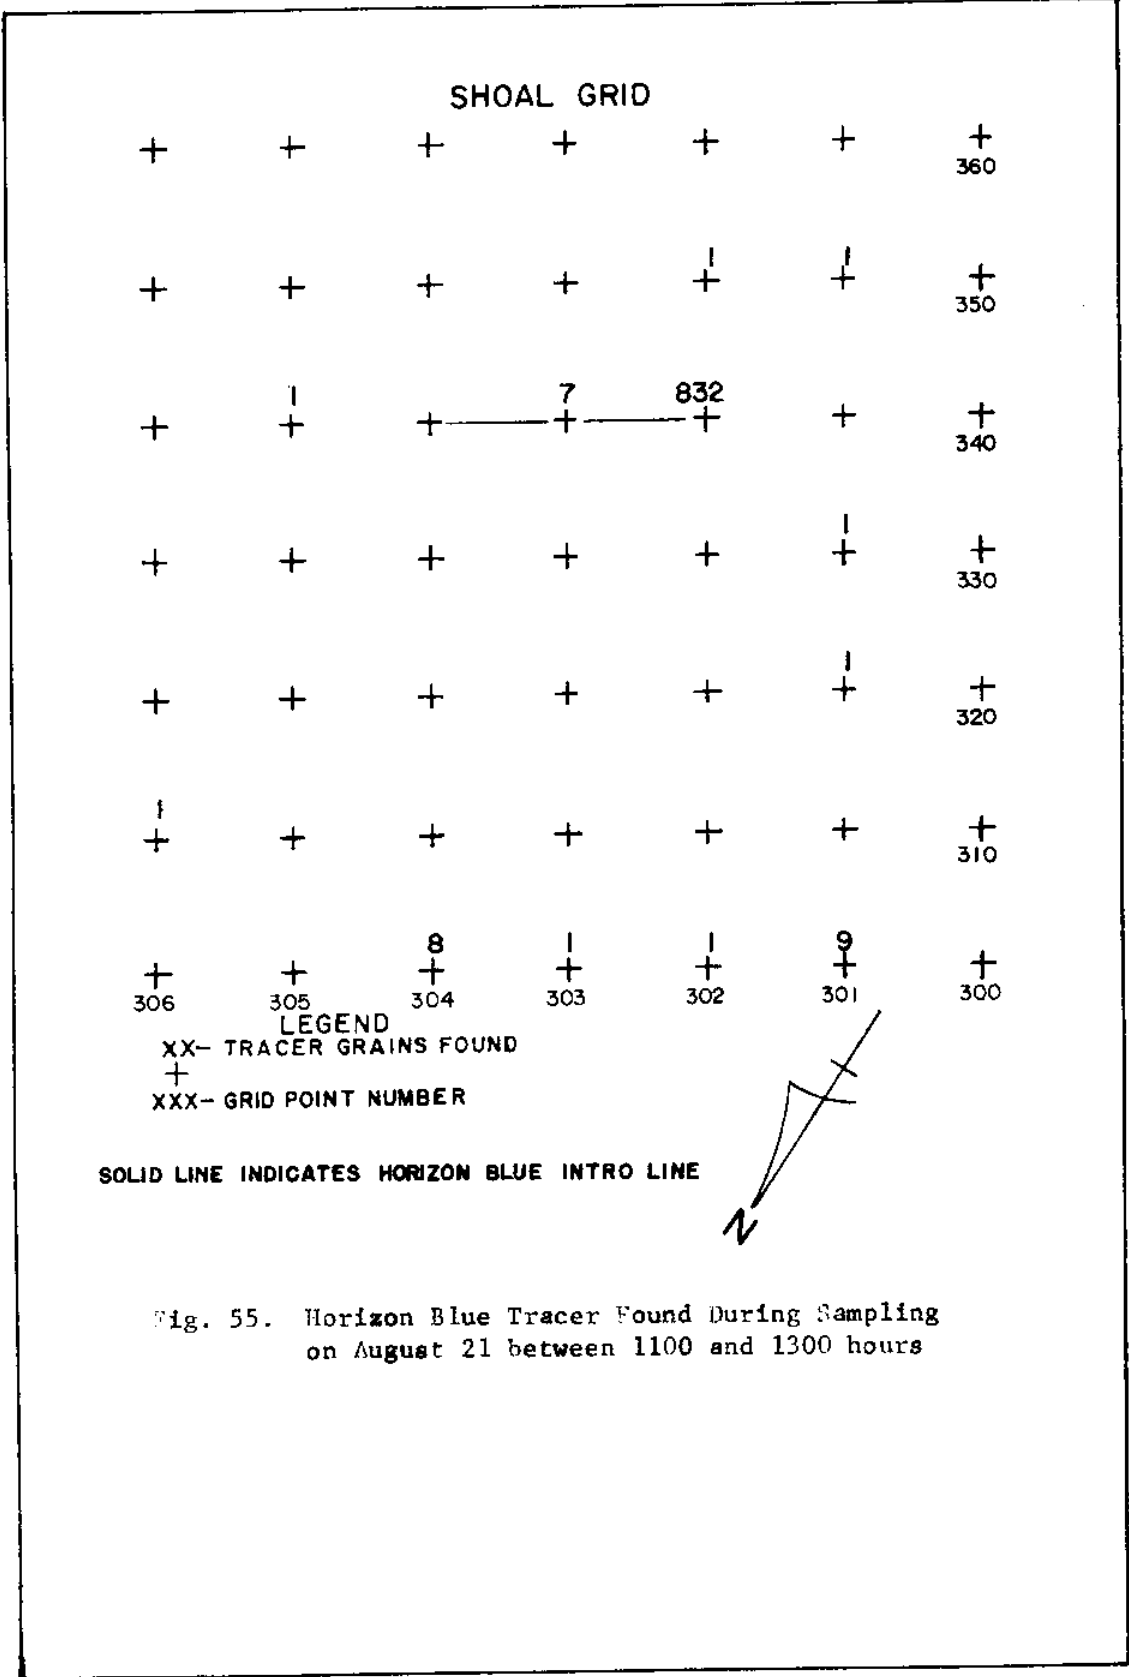 SHOAL GRID
360
1 1
350
1 7 832
340
1
330
1
320
1
310
8 1 1 9
306 305 304 303 302 301 300
LEGEND
XX- TRACER GRAINS FOUND
XXX- GRID POINT NUMBER
SOLID LINE INDICATES HORIZON BLUE INTRO LINE
N
Fig. 55. Horizon Blue Tracer Found During Sampling
on August 21 between 1100 and 1300 hours